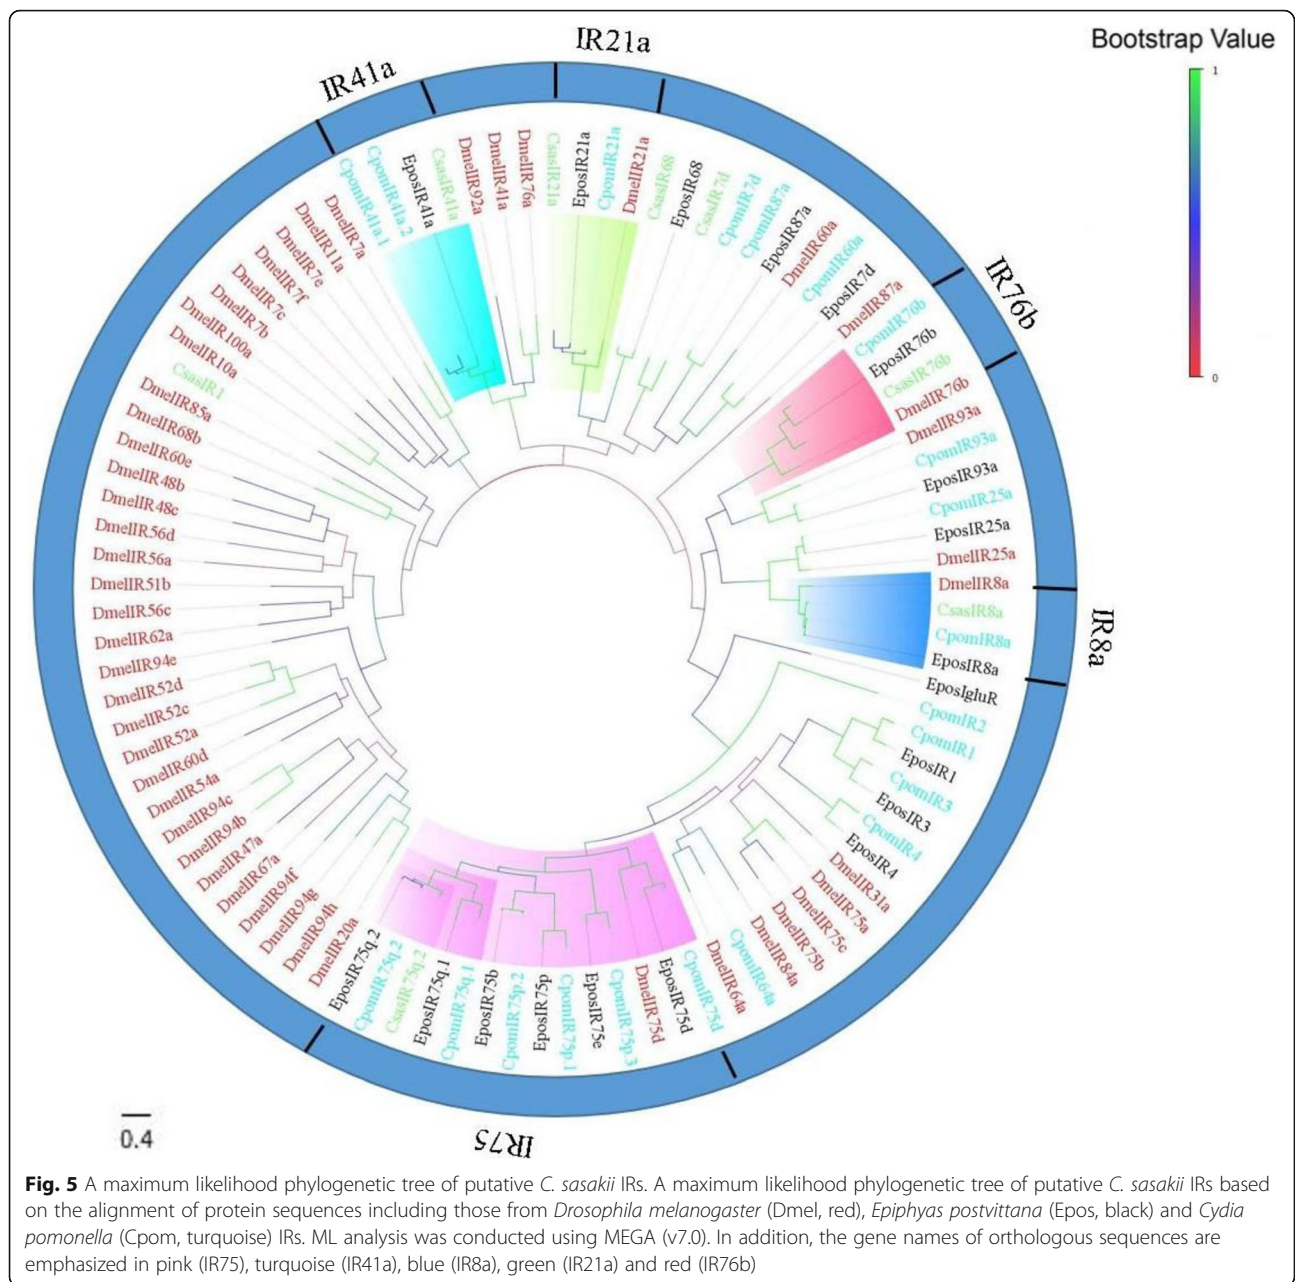 IR21a
Bootstrap Value
1
0
IR41a
IR76b
IR8a
IR75
CpomIR41a.1
CpomIR41a.2
EposIR41a
CsasIR41a
DmelIR92a
DmelIR41a
DmelIR76a
CsasIR21a
EposIR21a
CpomIR21a
DmelIR21a
CsasIR68
EposIR68
CsasIR7d
CpomIR7d
CpomIR87a
EposIR87a
DmelIR60a
CpomIR60a
EposIR7d
DmelIR87a
CpomIR76b
EposIR76b
CsasIR76b
DmelIR76b
DmelIR93a
CpomIR93a
EposIR93a
CpomIR25a
EposIR25a
DmelIR25a
DmelIR8a
CsasIR8a
CpomIR8a
EposIR8a
EposIgluR
CpomIR2
CpomIR1
EposIR1
CpomIR3
EposIR3
CpomIR4
EposIR4
DmelIR31a
DmelIR75a
DmelIR75c
DmelIR75b
DmelIR84a
CpomIR64a
DmelIR64a
CpomIR75d
EposIR75d
DmelIR75d
CpomIR75p.3
EposIR75e
CpomIR75p.1
EposIR75p
CpomIR75p.2
EposIR75b
CpomIR75q.1
EposIR75q.1
CsasIR75q.2
CpomIR75q.2
EposIR75q.2
DmelIR20a
DmelIR94h
DmelIR94g
DmelIR94f
DmelIR67a
DmelIR47a
DmelIR94b
DmelIR94c
DmelIR54a
DmelIR60d
DmelIR52a
DmelIR52c
DmelIR52d
DmelIR94e
DmelIR62a
DmelIR56c
DmelIR51b
DmelIR56a
DmelIR56d
DmelIR48c
DmelIR48b
DmelIR60e
DmelIR68b
DmelIR85a
CsasIR1
DmelIR10a
DmelIR100a
DmelIR7b
DmelIR7c
DmelIR7f
DmelIR7e
DmelIR11a
DmelIR7a
0.4
Fig. 5 A maximum likelihood phylogenetic tree of putative C. sasakii IRs. A maximum likelihood phylogenetic tree of putative C. sasakii IRs based
on the alignment of protein sequences including those from Drosophila melanogaster (Dmel, red), Epiphyas postvittana (Epos, black) and Cydia
pomonella (Cpom, turquoise) IRs. ML analysis was conducted using MEGA (v7.0). In addition, the gene names of orthologous sequences are
emphasized in pink (IR75), turquoise (IR41a), blue (IR8a), green (IR21a) and red (IR76b)